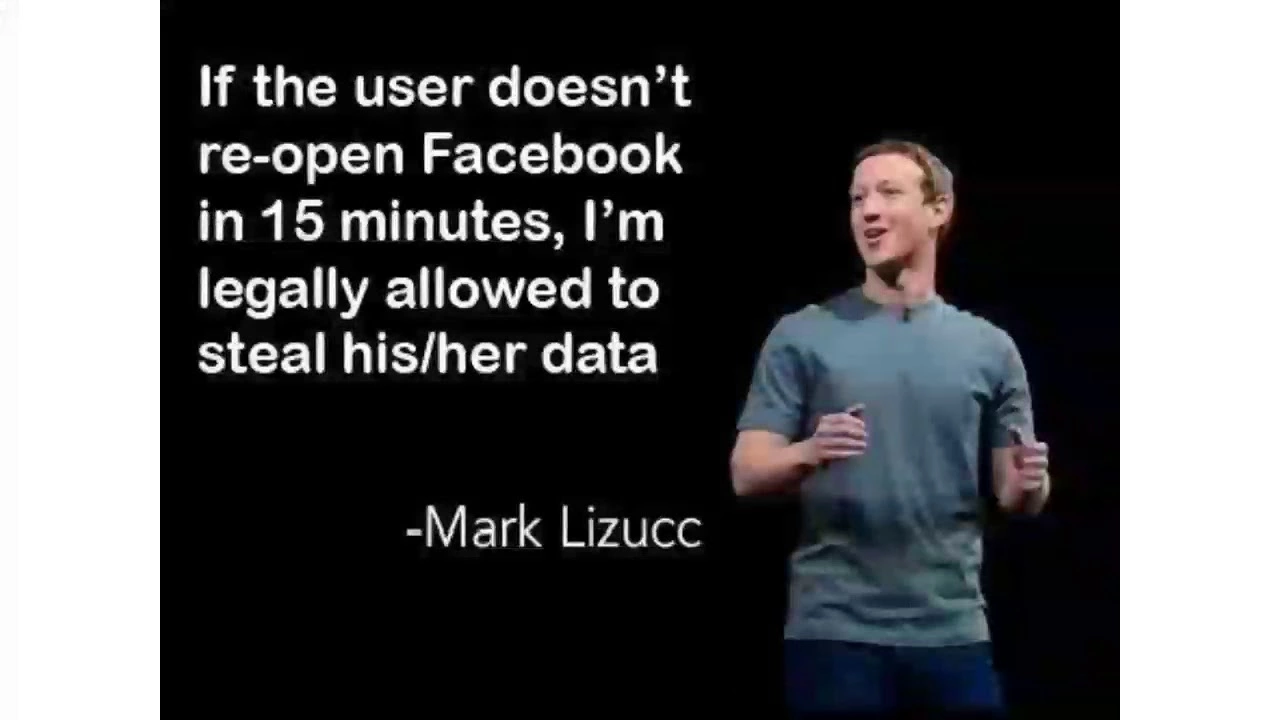 If the user doesn’t
re-open Facebook
in 15 minutes, I’m
legally allowed to
steal his/her data
-Mark Lizucc